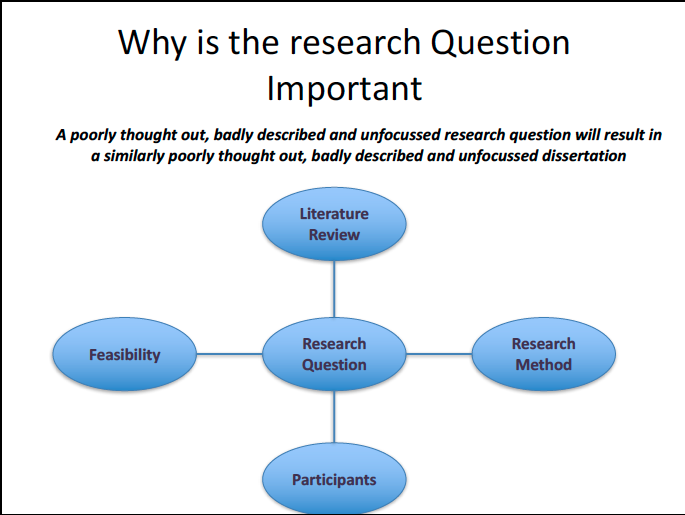 Why is the research Question
Important
A poorly thought out, badly described and unfocussed research question will result in
a similarly poorly thought out, badly described and unfocussed dissertation
Literature
Review
Feasibility
Research
Question
Research
Method
Participants